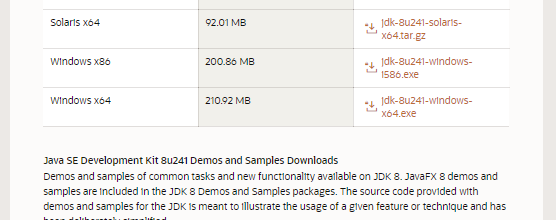 Solaris x64 92.01 MB jdk-8u241-solaris-
x64.tar.gz
Windows x86 200.86 MB jdk-8u241-windows-
i586.exe
Windows x64 210.92 MB jdk-8u241-windows-
x64.exe
Java SE Development Kit 8u241 Demos and Samples Downloads
Demos and samples of common tasks and new functionality available on JDK 8. JavaFX 8 demos and
samples are included in the JDK 8 Demos and Samples packages. The source code provided with
demos and samples for the JDK is meant to illustrate the usage of a given feature or technique and has
been deliberately simplified.